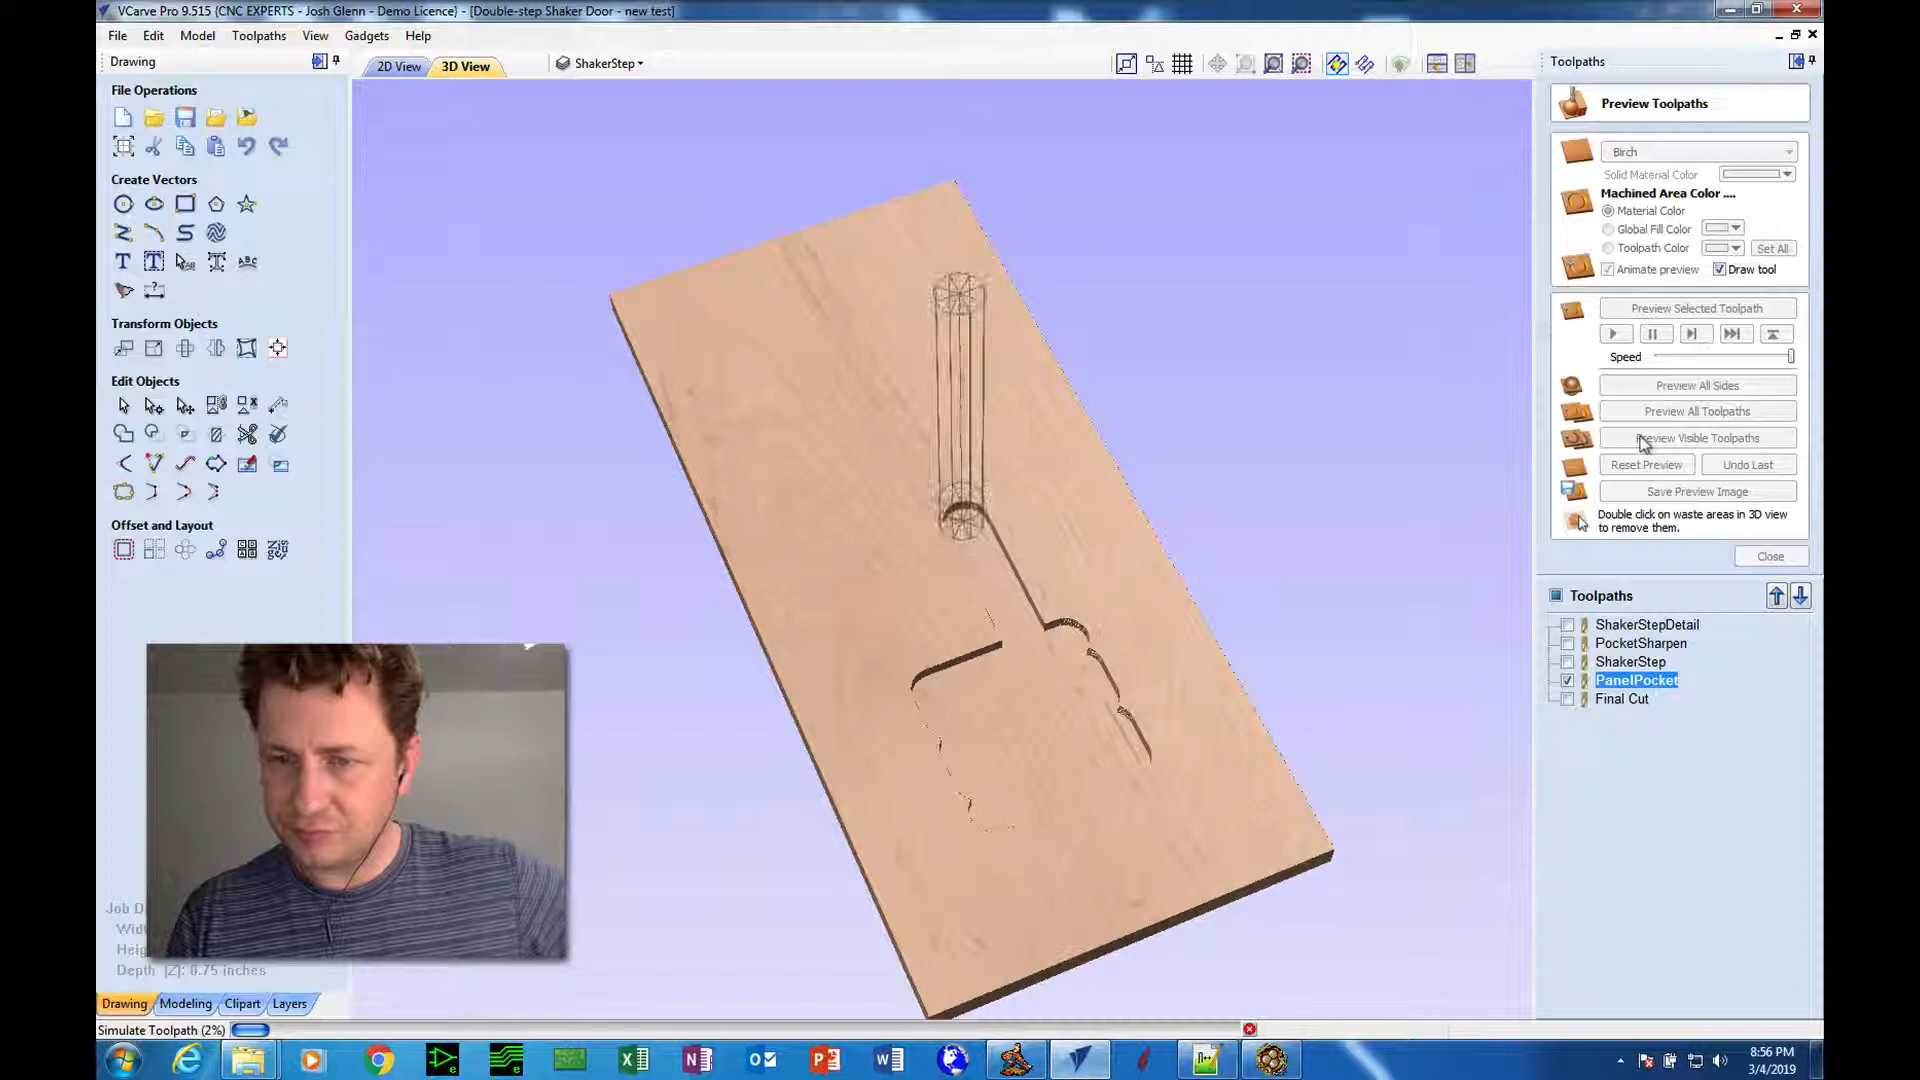 VCarve Pro 9.515 {CNC EXPERTS - Josh Glenn - Demo Licence} - [Double-step Shaker Door - new test]
File Edit Model View Toolpaths Gadgets Help
Drawing
2D View 3D View ShakerStep
Toolpaths
File Operations
Create Vectors
Transform Objects
Edit Objects
Offset and Layout
Depth (Z): 0.75 inches
Drawing Modeling Clipart Layers
Simulate Toolpath (2%)
Preview Toolpaths
Birch
Solid Material Color
Machined Area Color ....
Material Color
Global Fill Color
Toolpath Color Set All
Animate preview Draw tool
Preview Selected Toolpath
Speed
Preview All Sides
Preview All Toolpaths
Preview Visible Toolpaths
Reset Preview Undo Last
Save Preview Image
Double click on waste areas in 3D view
to remove them.
Close
Toolpaths
ShakerStepDetail
PocketSharpen
ShakerStep
PanelPocket
Final Cut
8:56 PM
3/4/2019